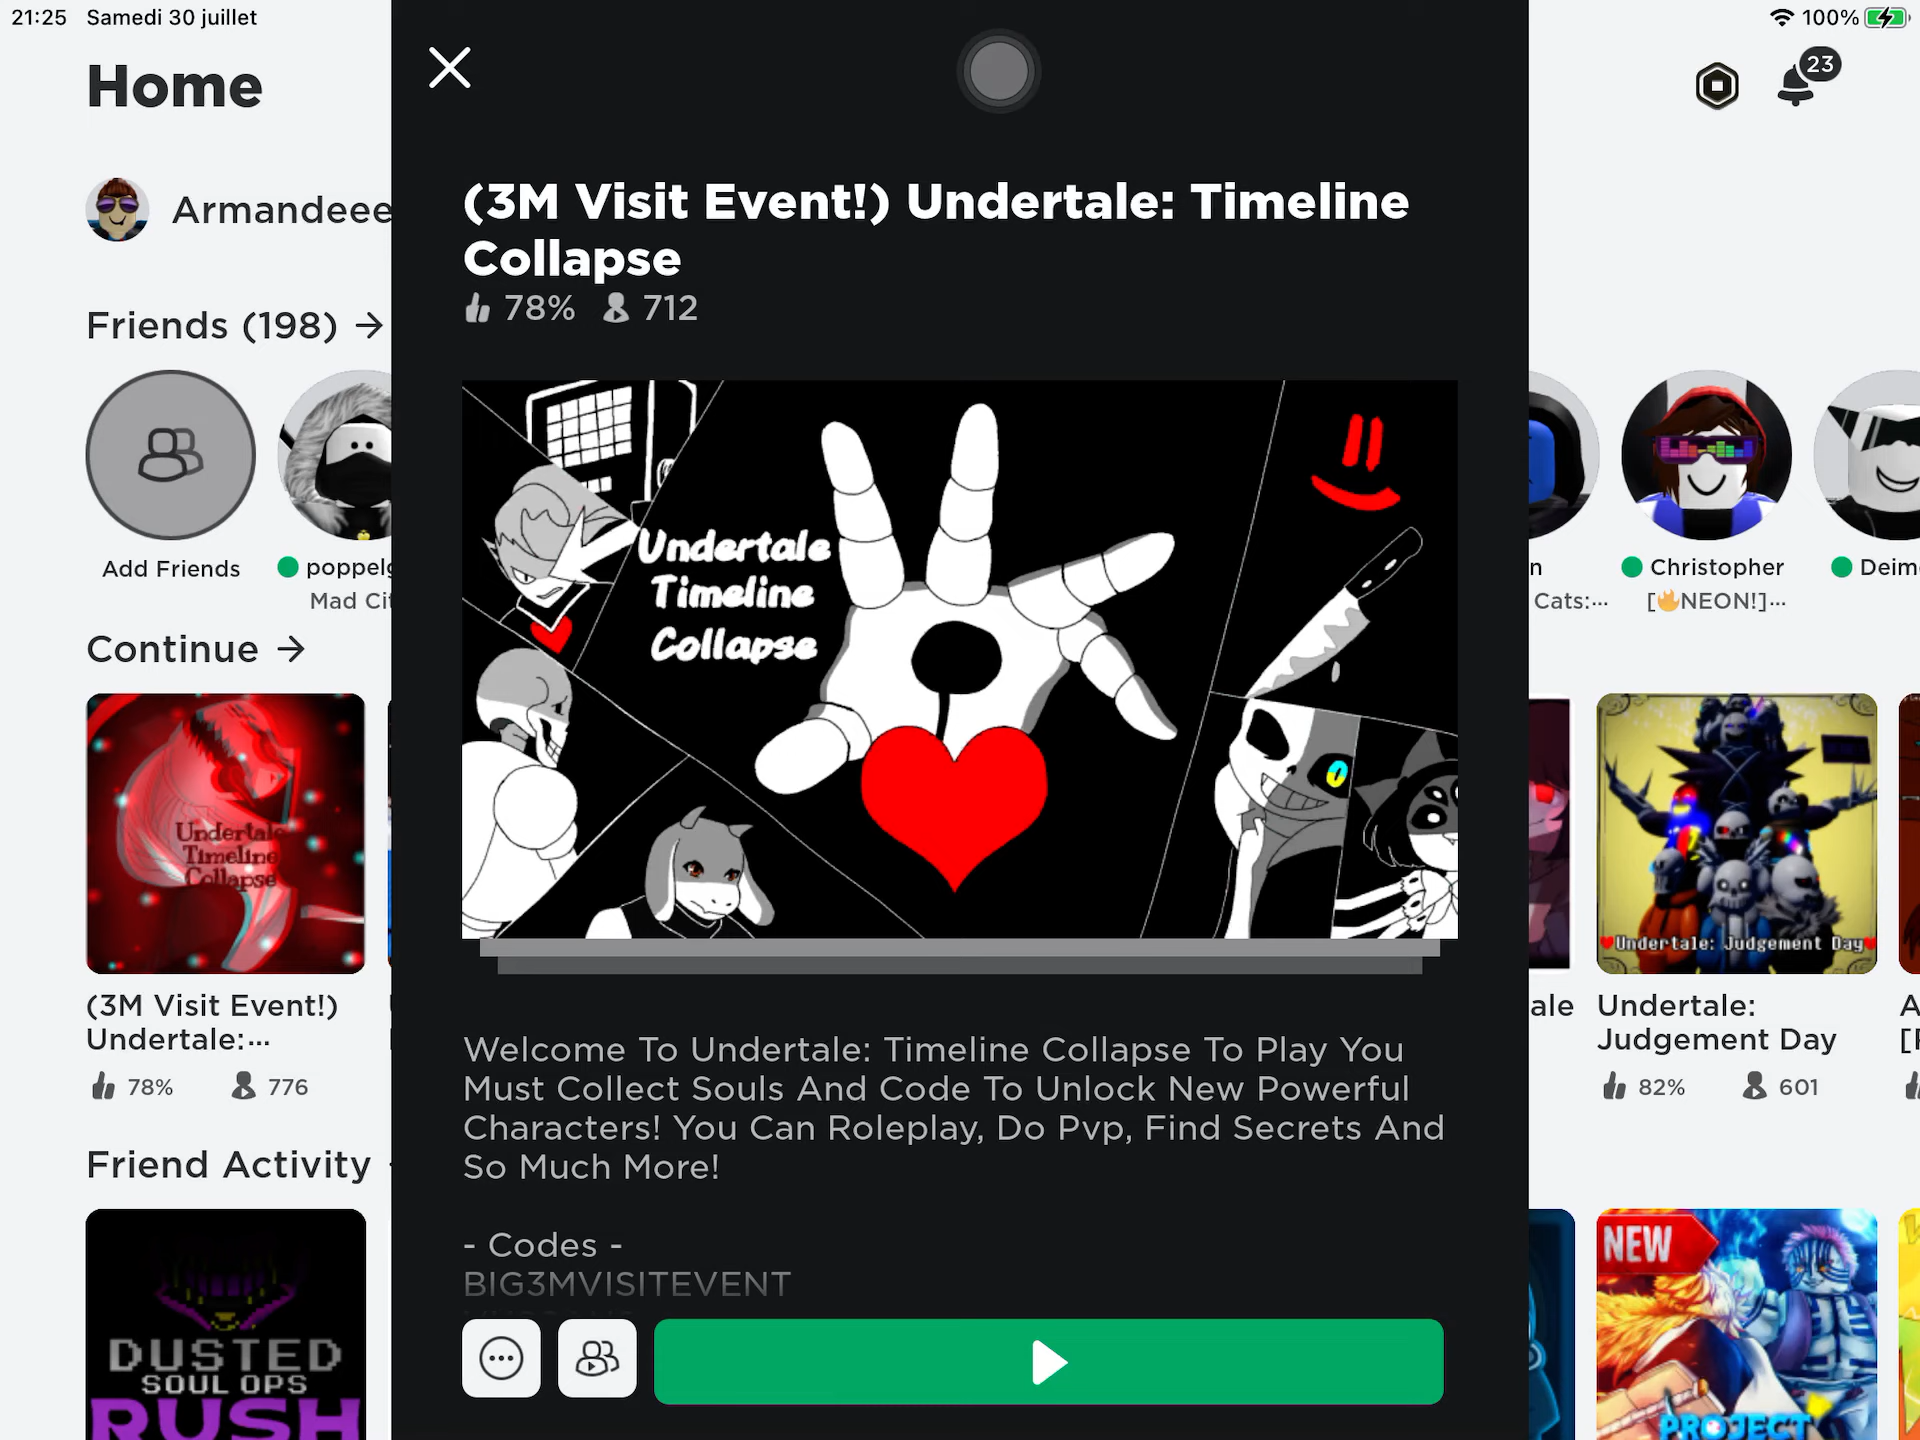 21:25 Samedi 30 juillet
100%
Home
23
Armandeee
(3M Visit Event!) Undertale: Timeline
Collapse
78% 712
Friends (198) →
Add Friends
Mad
Christopher
[🔥NEON!]...
Cats:...
Undertale
Timeline
Collapse
Continue →
Undertale
Timeline
Collapse
(3M Visit Event!)
Undertale:...
78% 776
♥Undertale: Judgement Day♥
Undertale:
Judgement Day
82% 601
Welcome To Undertale: Timeline Collapse To Play You
Must Collect Souls And Code To Unlock New Powerful
Characters! You Can Roleplay, Do Pvp, Find Secrets And
So Much More!
- Codes -
BIG3MVISITEVENT
Friend Activity
DUSTED
SOUL OPS
RUSH
NEW
PROJECT